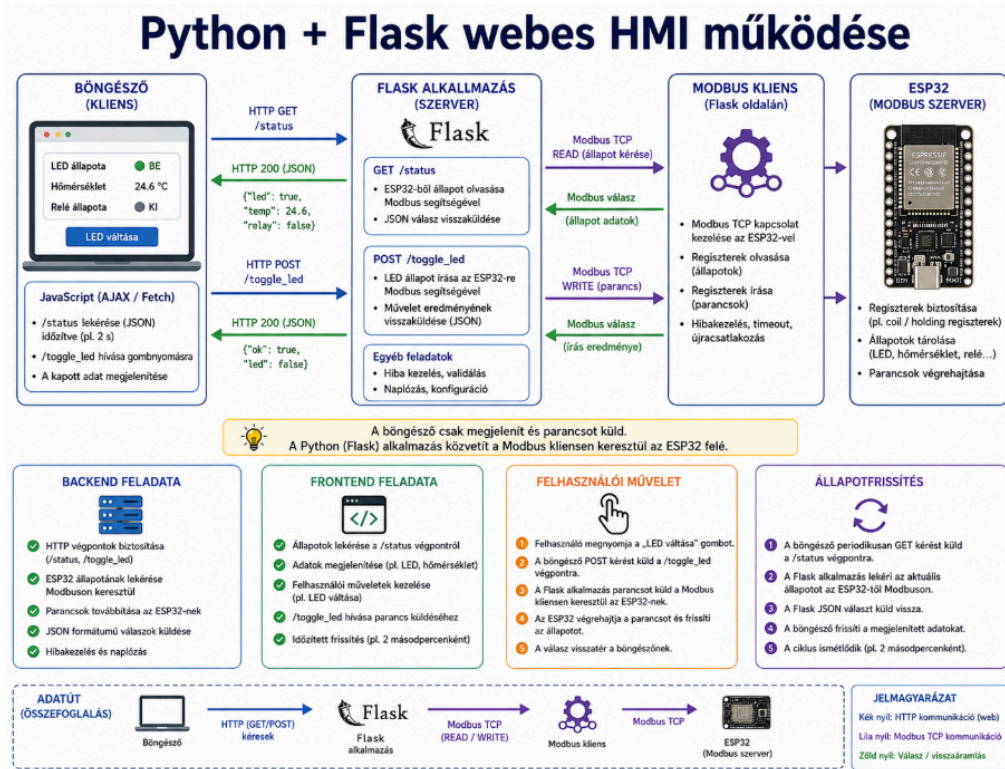 Python + Flask webes HMI működése
BÖNGÉSZŐ
(KLIENS)
LED állapota
BE
Hőmérséklet
24.6 °C
Relé állapota
KI
LED váltása
JavaScript (AJAX / Fetch)
• /status lekérése (JSON)
időzítve (pl. 2 s)
• /toggle_led hívása gombnyomásra
• A kapott adat megjelenítése
HTTP GET
/status
HTTP 200 (JSON)
{"led": true,
"temp": 24.6,
"relay": false}
HTTP POST
/toggle_led
HTTP 200 (JSON)
{"ok": true,
"led": false}
FLASK ALKALLMAZÁS
(SZERVER)
Flask
GET /status
• ESP32-ből állapot olvasása
Modbus segítségével
• JSON válasz visszaküldése
POST /toggle_led
• LED állapot írása az ESP32-re
Modbus segítségével
• Művelet eredményének
visszaküldése (JSON)
Egyéb feladatok
• Hiba kezelés, validálás
• Naplózás, konfiguráció
Modbus TCP
READ (állapot kérése)
Modbus válasz
(állapot adatok)
Modbus TCP
WRITE (parancs)
Modbus válasz
(írás eredménye)
MODBUS KLIENS
(Flask oldalán)
• Modbus TCP kapcsolat
kezelése az ESP32-vel
• Regiszterek olvasása
(állapotok)
• Regiszterek írása
(parancsok)
• Hibakezelés, timeout,
újracsatlakozás
ESP32
(MODBUS SZERVER)
ESPRESSIF
• Regiszterek biztosítása
(pl. coil / holding regiszterek)
• Állapotok tárolása
(LED, hőmérséklet, relé...)
• Parancsok végrehajtása
A böngésző csak megjelenít és parancsot küld.
A Python (Flask) alkalmazás közvetít a Modbus kliensen keresztül az ESP32 felé.
BACKEND FELADATA
HTTP végpontok biztosítása
(/status, /toggle_led)
ESP32 állapotának lekérése
Modbuson keresztül
Parancsok továbbítása az ESP32-nek
JSON formátumú válaszok küldése
Hibakezelés és naplózás
FRONTEND FELADATA
</>
Állapotok lekérése a /status végpontról
Adatok megjelenítése (pl. LED, hőmérséklet)
Felhasználói műveletek kezelése
(pl. LED váltása)
/toggle_led hívása parancs küldéséhez
Időzített frissítés (pl. 2 másodpercenként)
FELHASZNÁLÓI MŰVELET
1 Felhasználó megnyomja a „LED váltása" gombot.
2 A böngésző POST kérést küld a /toggle_led
végpontra.
3 A Flask alkalmazás parancsot küld a Modbus
kliensen keresztül az ESP32-nek.
4 Az ESP32 végrehajtja a parancsot és frissíti
az állapotot.
5 A válasz visszatér a böngészőnek.
ÁLLAPOTFRISSÍTÉS
1 A böngésző periodikusan GET kérést küld
a /status végpontra.
2 A Flask alkalmazás lekéri az aktuális
állapotot az ESP32-től Modbuson.
3 A Flask JSON választ küld vissza.
4 A böngésző frissíti a megjelenített adatokat.
5 A ciklus ismétlődik (pl. 2 másodpercenként).
ADATÚT
(ÖSSZEFOGLALÁS)
Böngésző
HTTP (GET/POST)
kérések
Flask
Flask
alkalmazás
Modbus TCP
(READ / WRITE)
Modbus kliens
Modbus TCP
ESP32
(Modbus szerver)
JELMAGYARÁZAT
Kék nyíl: HTTP kommunikáció (web)
Lila nyíl: Modbus TCP kommunikáció
Zöld nyíl: Válasz / visszaáramlás